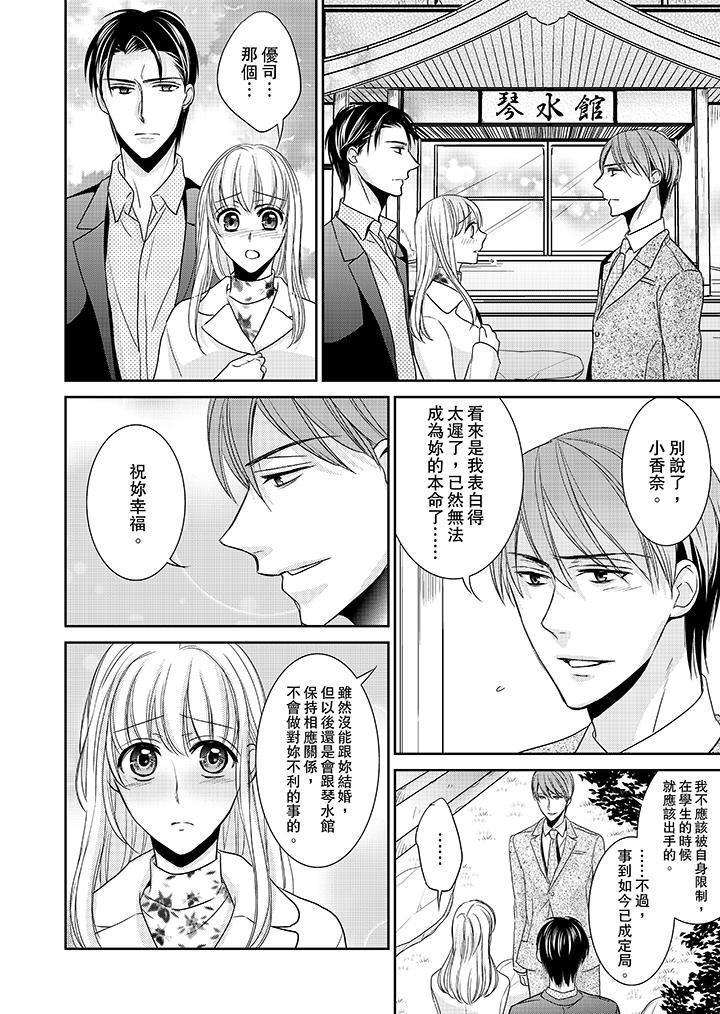 琴水館
優司
那個⋯
別說了，
小香奈。
看來是我表白得
太遲了，已然無法
成為妳的本命了⋯⋯
祝妳幸福。
我不應該被自身限制，
在學生的時候
就應該出手的。
⋯⋯不過，
事到如今已成定局。
⋯⋯
雖然沒能跟妳結婚，
但以後還是會跟琴水館
保持相應關係，
不會做對妳不利的事的。